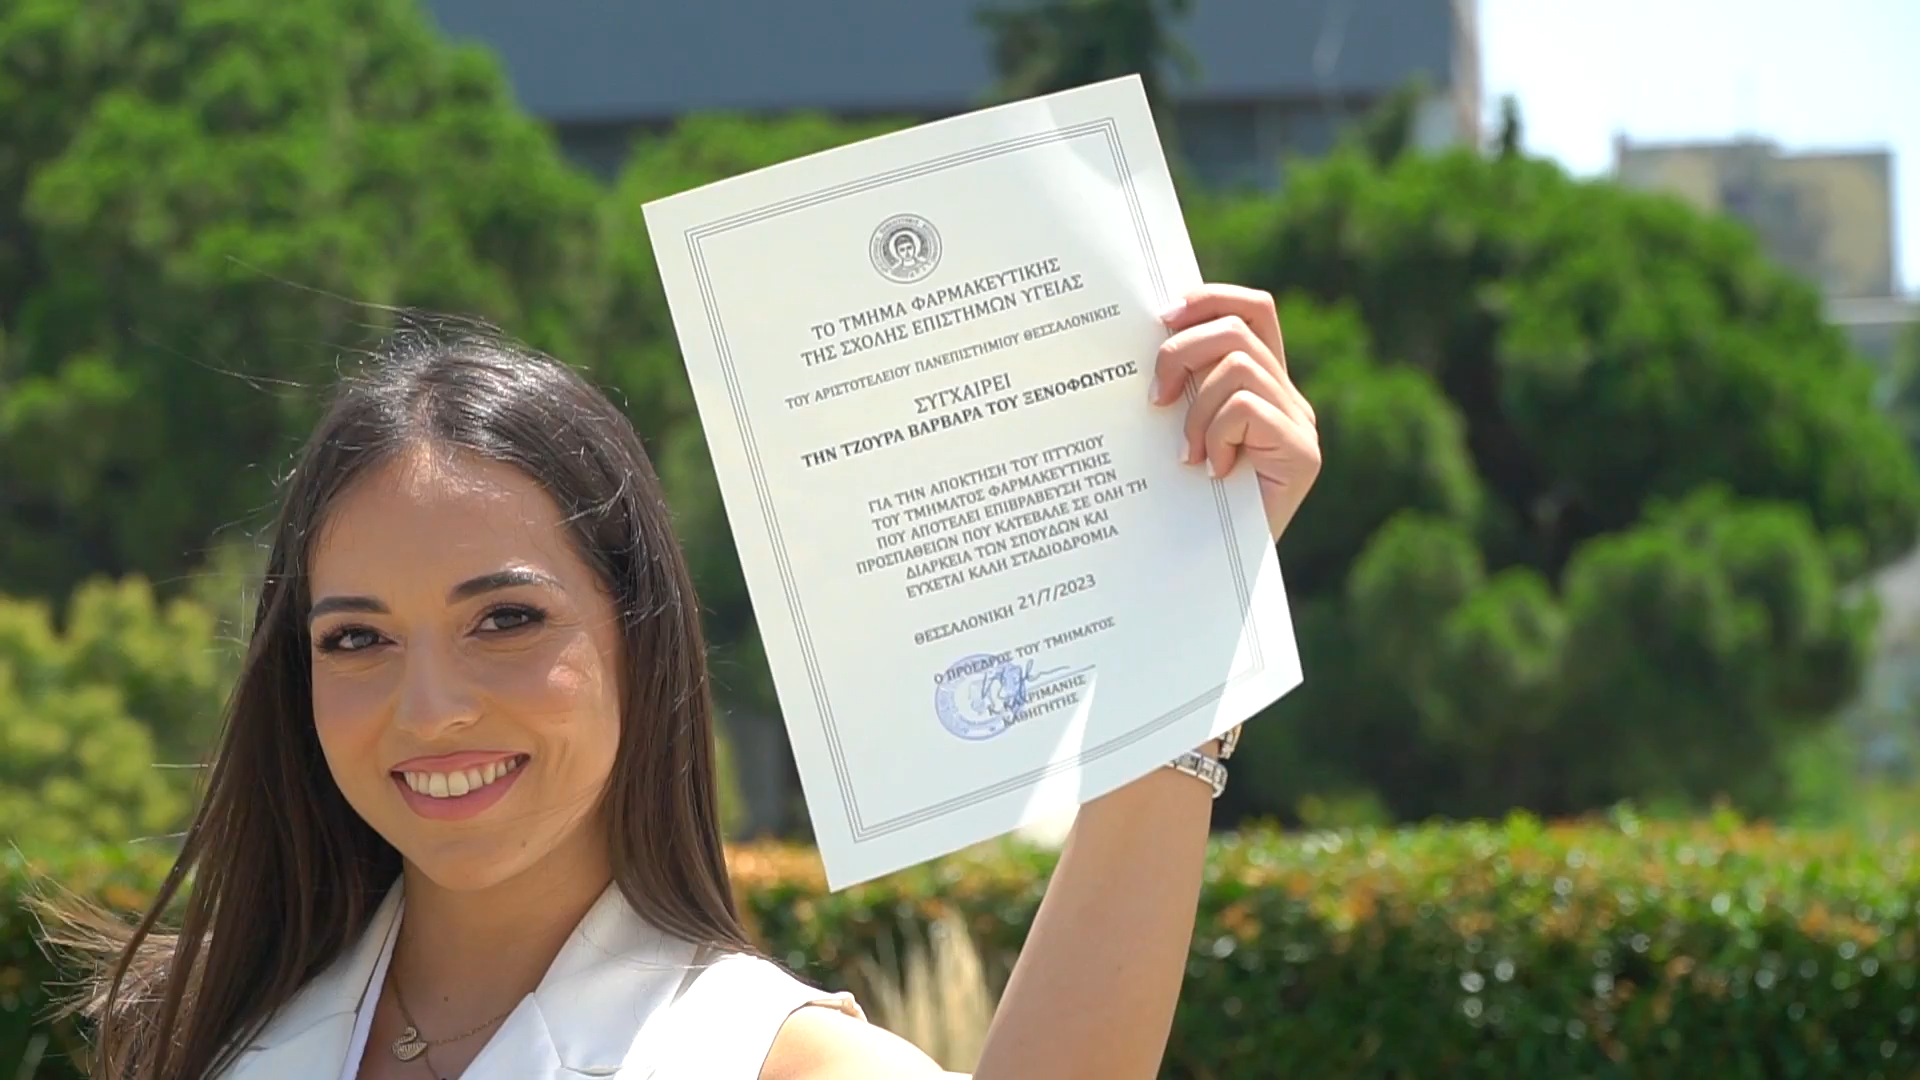 ΤΟ ΤΜΗΜΑ ΦΑΡΜΑΚΕΥΤΙΚΗΣ
ΤΗΣ ΣΧΟΛΗΣ ΕΠΙΣΤΗΜΩΝ ΥΓΕΙΑΣ
ΤΟΥ ΑΡΙΣΤΟΤΕΛΕΙΟΥ ΠΑΝΕΠΙΣΤΗΜΙΟΥ ΘΕΣΣΑΛΟΝΙΚΗΣ
ΣΥΓΧΑΙΡΕΙ
ΤΗΝ ΤΖΟΥΡΑ ΒΑΡΒΑΡΑ ΤΟΥ ΞΕΝΟΦΩΝΤΟΣ
ΓΙΑ ΤΗΝ ΑΠΟΚΤΗΣΗ ΤΟΥ ΠΤΥΧΙΟΥ
ΤΟΥ ΤΜΗΜΑΤΟΣ ΦΑΡΜΑΚΕΥΤΙΚΗΣ
ΠΟΥ ΑΠΟΤΕΛΕΙ ΕΠΙΒΡΑΒΕΥΣΗ ΤΩΝ
ΠΡΟΣΠΑΘΕΙΩΝ ΠΟΥ ΚΑΤΕΒΑΛΕ ΣΕ ΟΛΗ ΤΗ
ΔΙΑΡΚΕΙΑ ΤΩΝ ΣΠΟΥΔΩΝ ΚΑΙ
ΕΥΧΕΤΑΙ ΚΑΛΗ ΣΤΑΔΙΟΔΡΟΜΙΑ
ΘΕΣΣΑΛΟΝΙΚΗ 21/7/2023
Ο ΠΡΟΕΔΡΟΣ ΤΟΥ ΤΜΗΜΑΤΟΣ
Κ. ΚΑΧΡΙΜΑΝΗΣ
ΚΑΘΗΓΗΤΗΣ